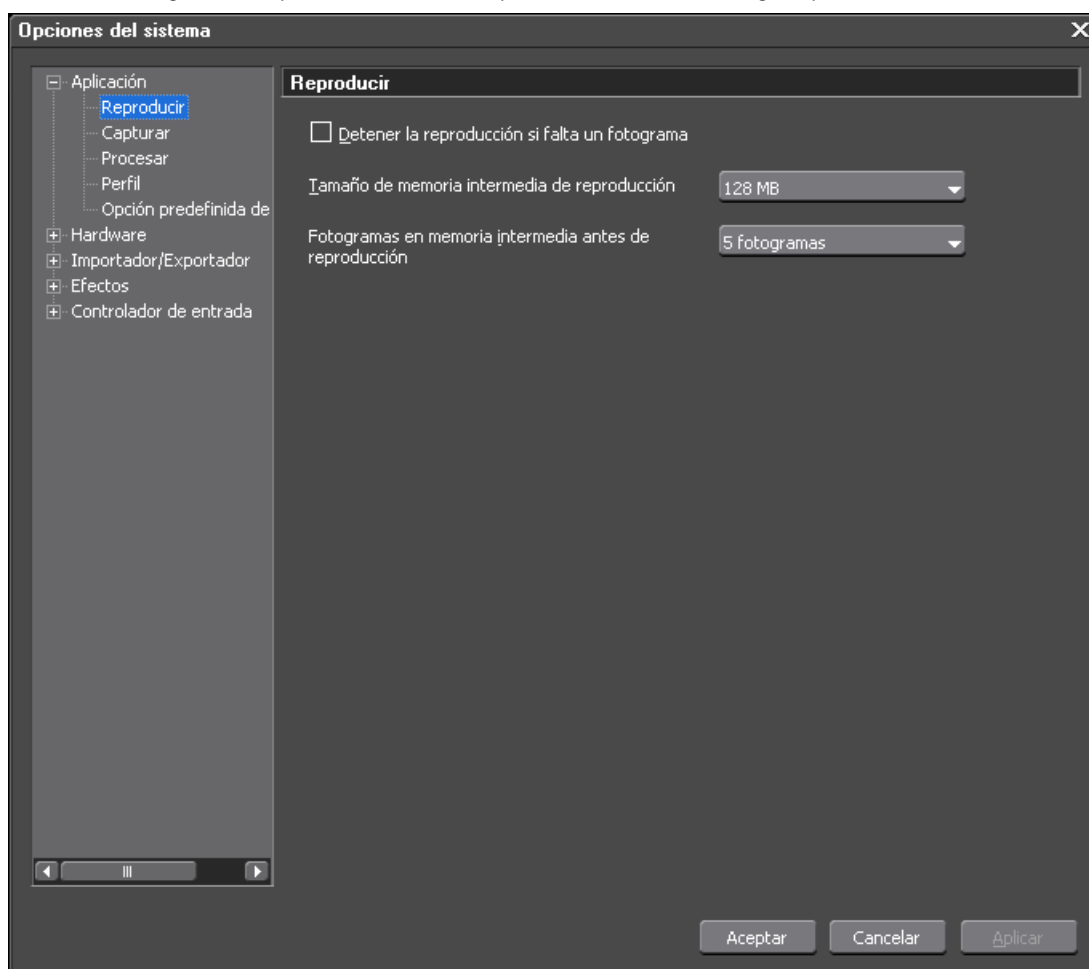 Opciones del sistema
Aplicación
Reproducir
Capturar
Procesar
Perfil
Opción predefinida de
Hardware
Importador/Exportador
Efectos
Controlador de entrada
Reproducir
Detener la reproducción si falta un fotograma
Tamaño de memoria intermedia de reproducción
128 MB
Fotogramas en memoria intermedia antes de
reproducción
5 fotogramas
Aceptar
Cancelar
Aplicar